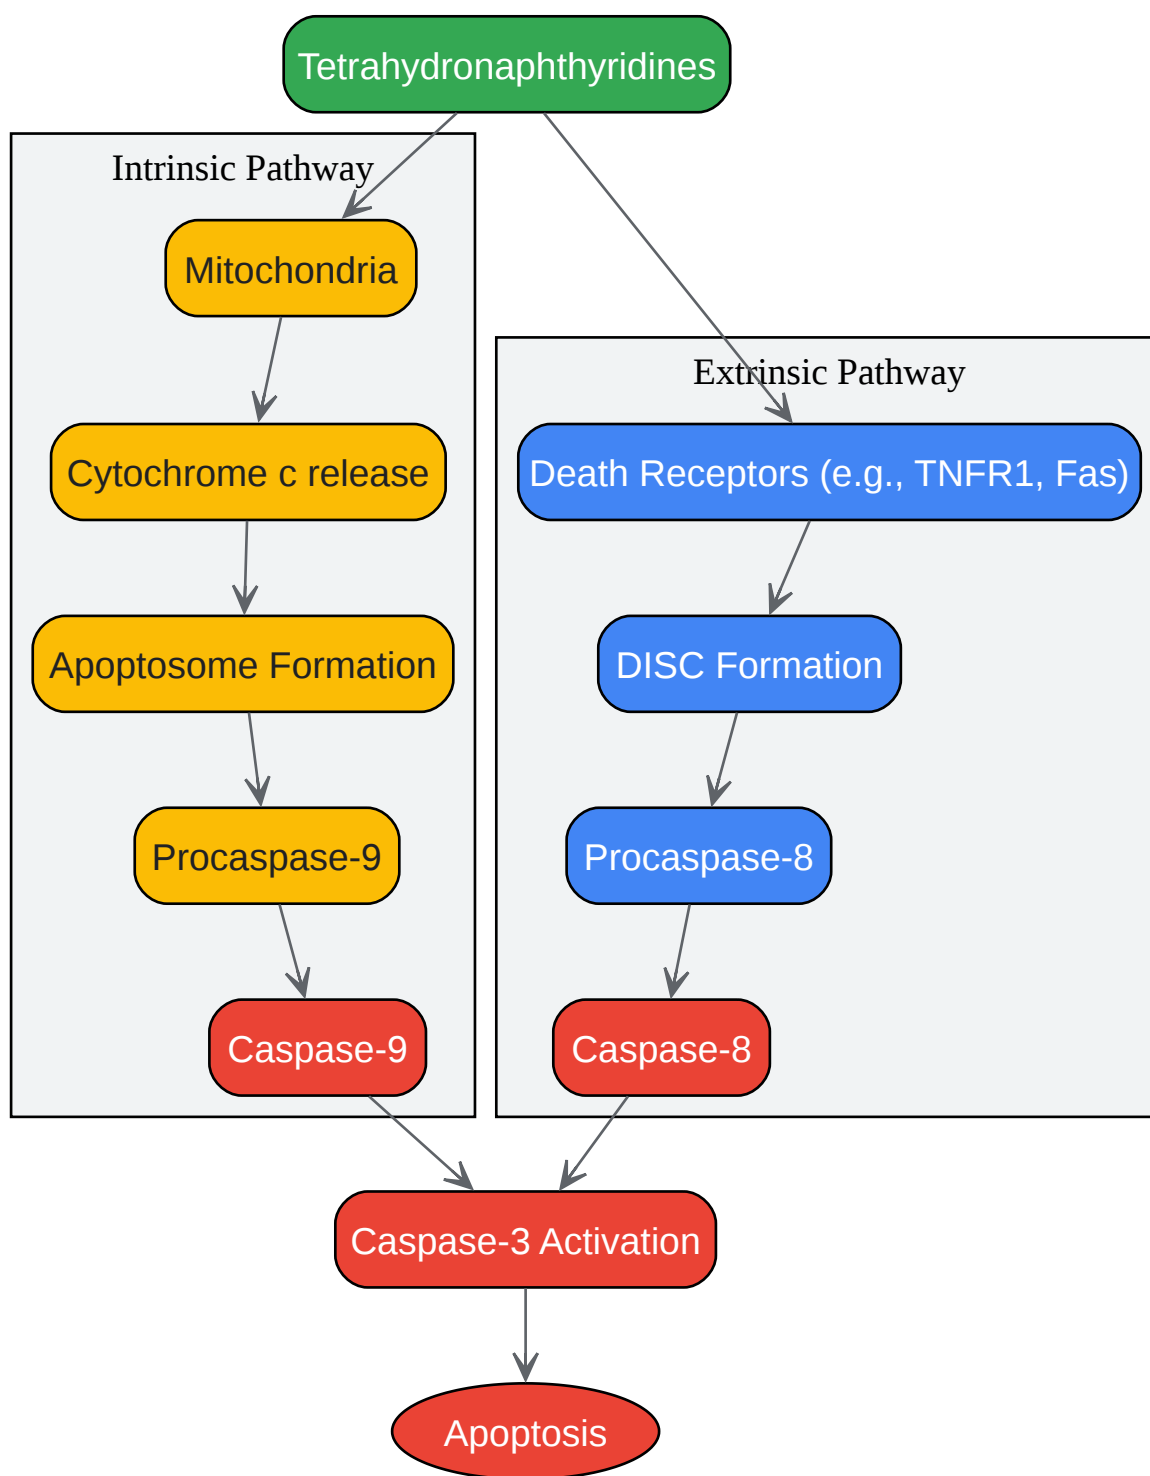 Tetrahydronaphthyridines
Intrinsic Pathway
Mitochondria
Cytochrome c release
Apoptosome Formation
Procaspase-9
Caspase-9
Extrinsic Pathway
Death Receptors (e.g., TNFR1, Fas)
DISC Formation
Procaspase-8
Caspase-8
Caspase-3 Activation
Apoptosis